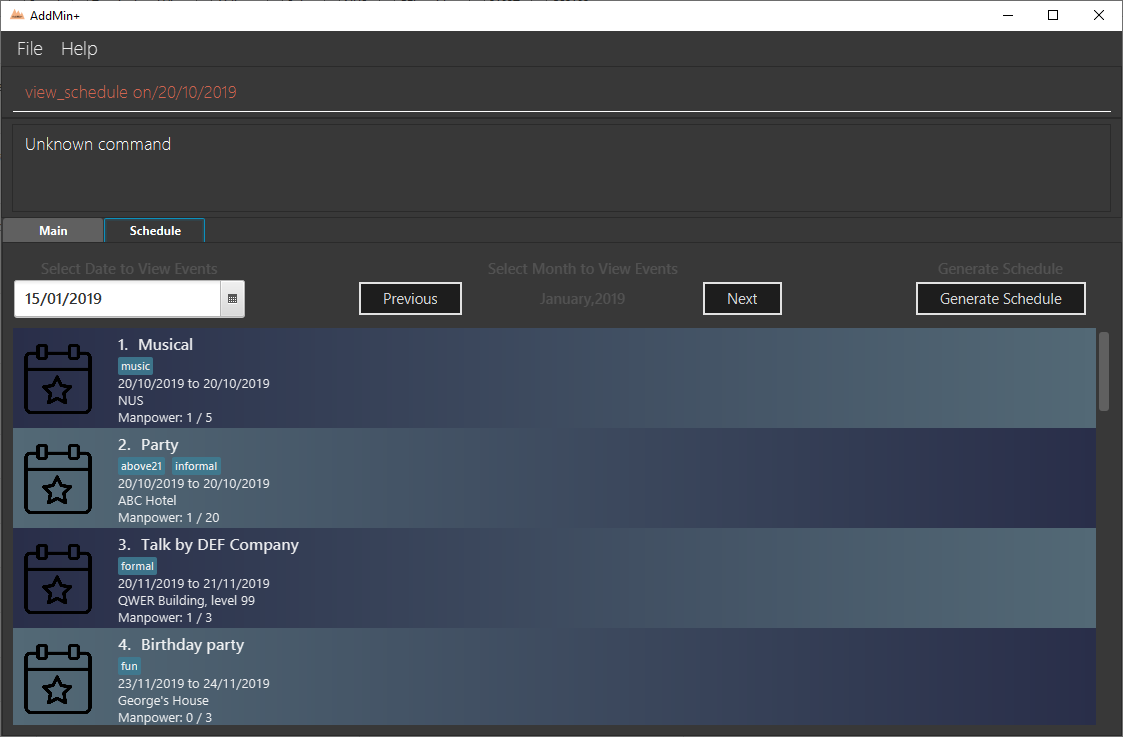 AddMin+
File Help
view_schedule on/20/10/2019
Unknown command
Main Schedule
Select Date to View Events Select Month to View Events Generate Schedule
15/01/2019 Previous January,2019 Next Generate Schedule
1. Musical
music
20/10/2019 to 20/10/2019
NUS
Manpower: 1 / 5
2. Party
above21 informal
20/10/2019 to 20/10/2019
ABC Hotel
Manpower: 1 / 20
3. Talk by DEF Company
formal
20/11/2019 to 21/11/2019
QWER Building, level 99
Manpower: 1 / 3
4. Birthday party
fun
23/11/2019 to 24/11/2019
George's House
Manpower: 0 / 3